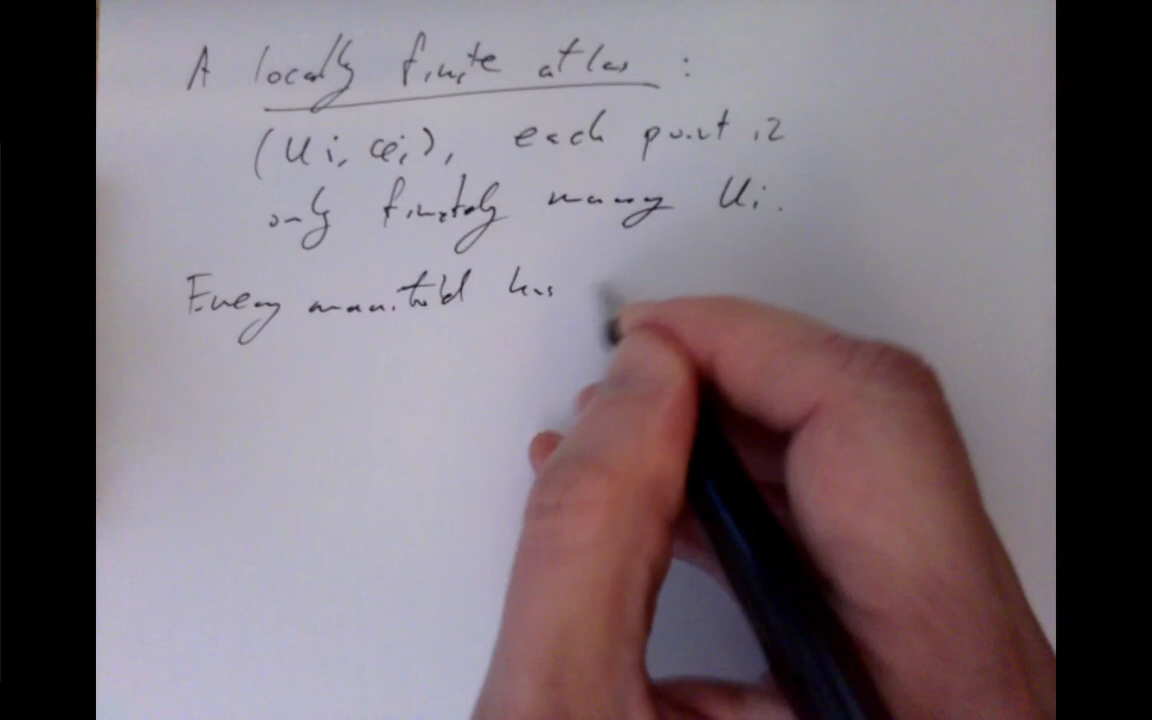 A locally finite atlas :
(Ui, φi), each point in
only finitely many Ui.
Every manifold has